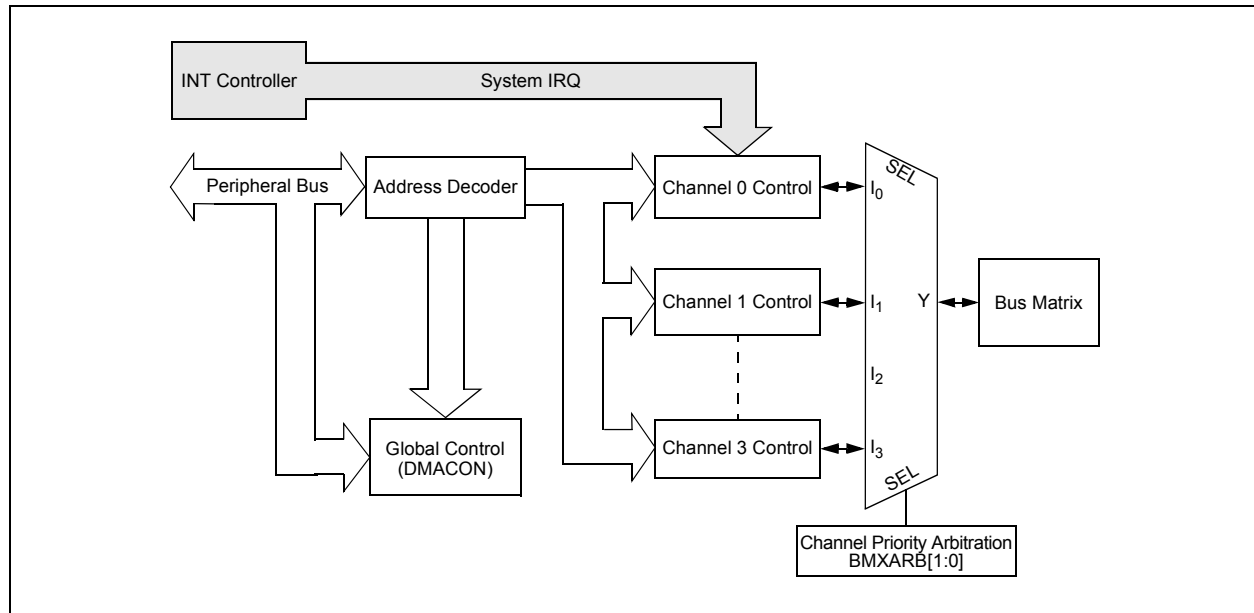 INT Controller
System IRQ
Peripheral Bus
Address Decoder
Channel 0 Control
SEL
I0
Channel 1 Control
I1
Y
Bus Matrix
I2
Global Control
(DMACON)
Channel 3 Control
I3
SEL
Channel Priority Arbitration
BMXARB[1:0]